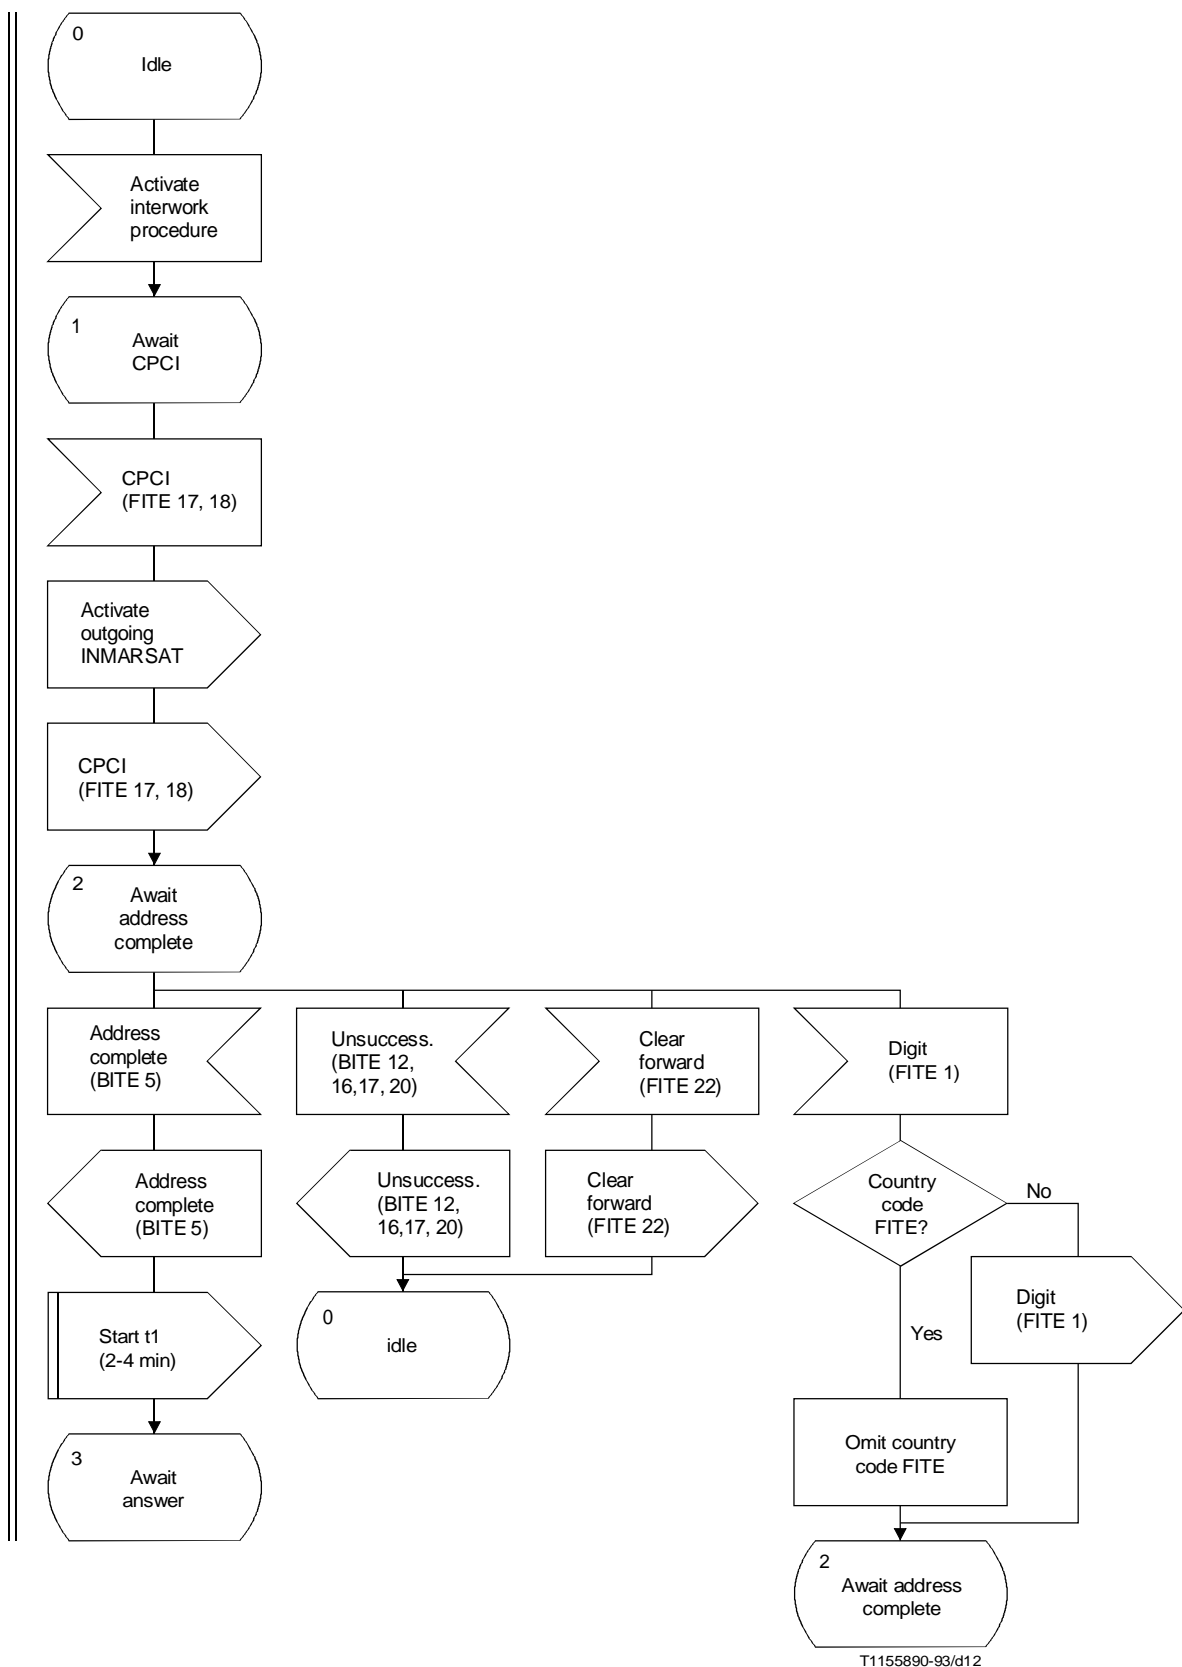 0
Idle
Activate
interwork
procedure
1
Await
CPCI
CPCI
(FITE 17, 18)
Activate
outgoing
INMARSAT
CPCI
(FITE 17, 18)
2
Await
address
complete
Address
complete
(BITE 5)
Unsuccess.
(BITE 12,
16,17, 20)
Clear
forward
(FITE 22)
Digit
(FITE 1)
Address
complete
(BITE 5)
Unsuccess.
(BITE 12,
16,17, 20)
Clear
forward
(FITE 22)
Country
code
FITE?
No
Start t1
(2-4 min)
0
idle
Yes
Digit
(FITE 1)
3
Await
answer
Omit country
code FITE
2
Await address
complete
T1155890-93/d12